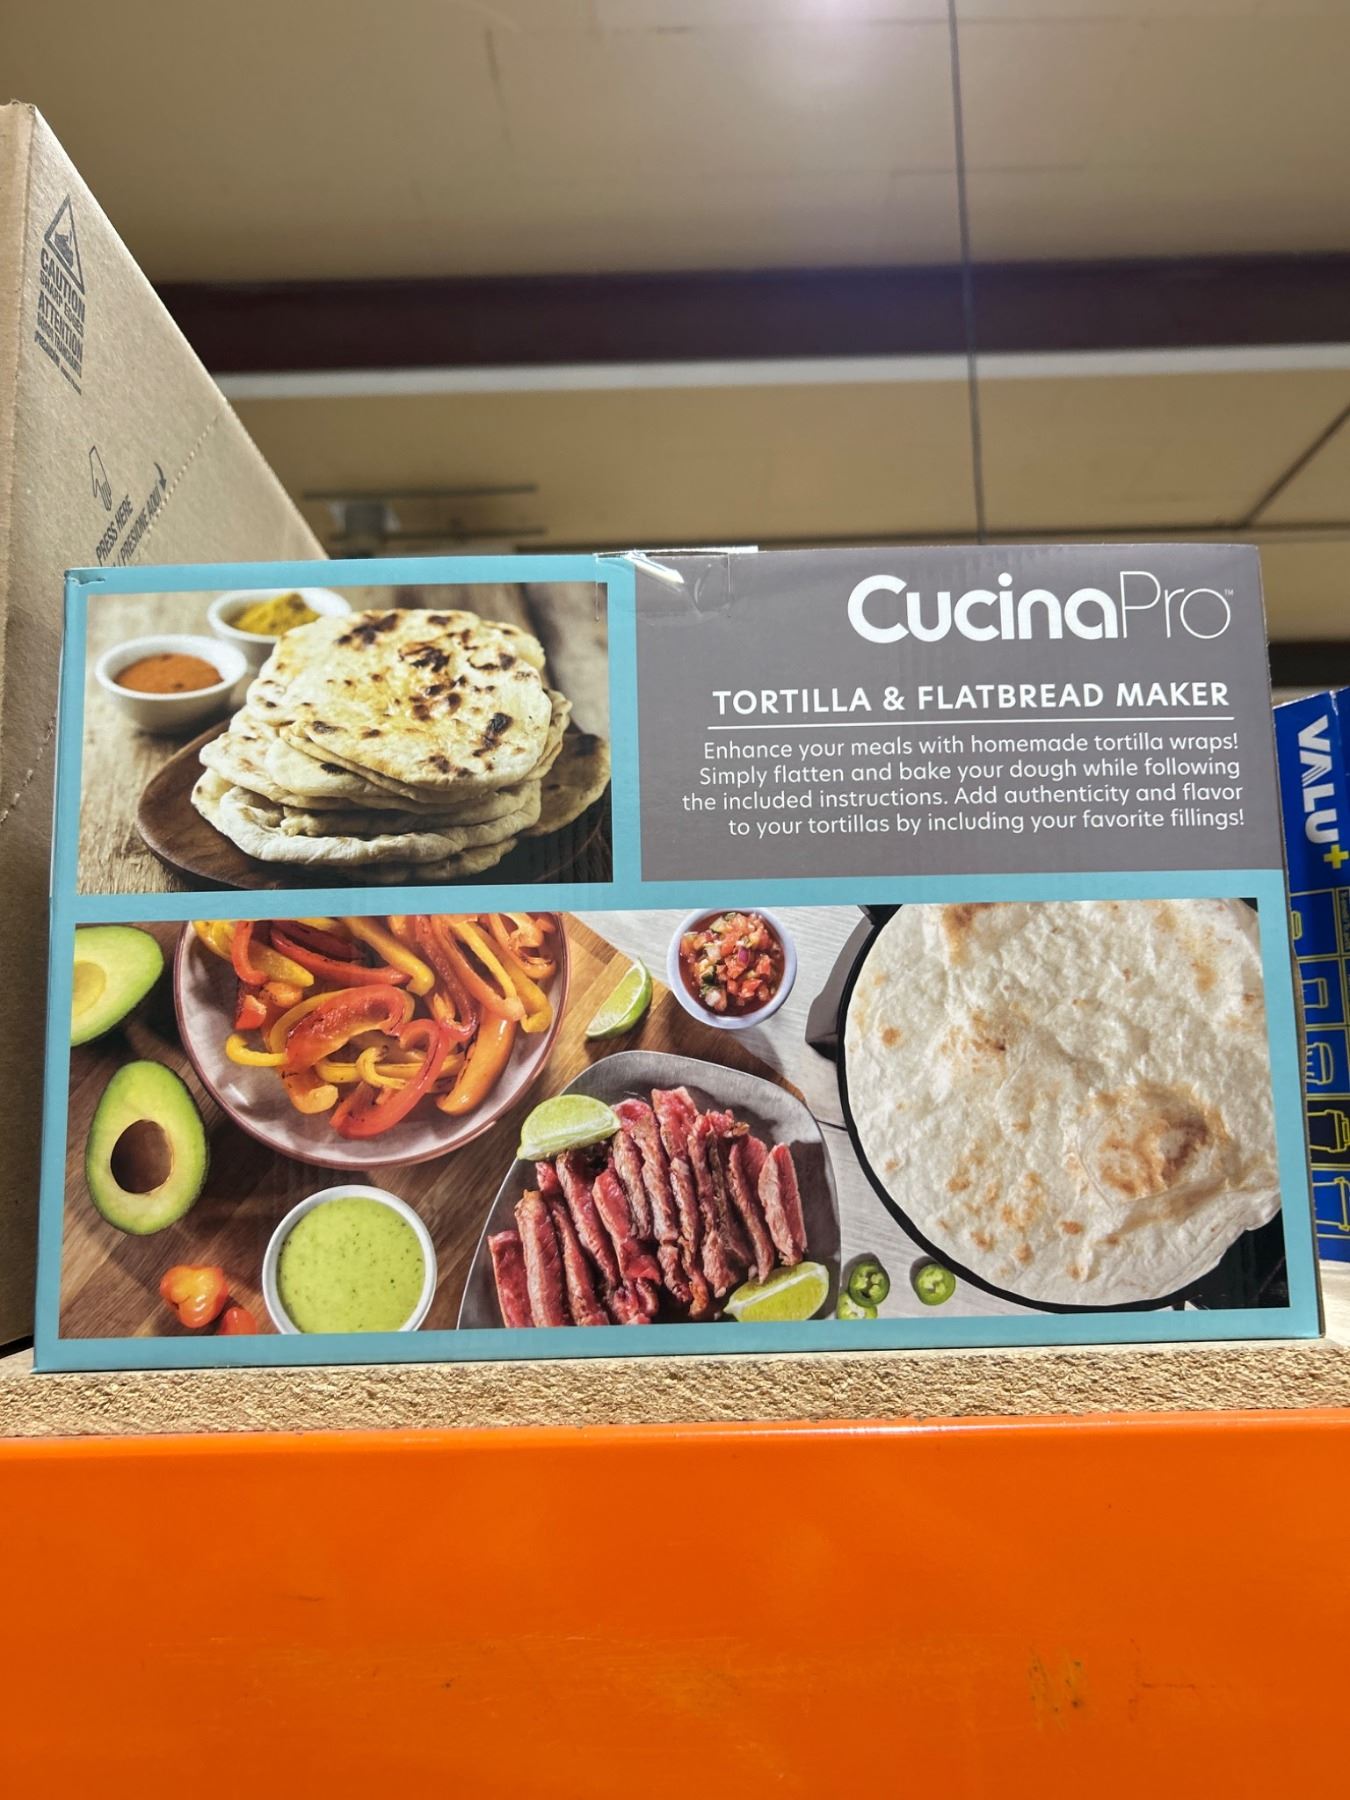 CAUTION
ATTENTION
PRESS HERE
CucinaPro™
TORTILLA & FLATBREAD MAKER
Enhance your meals with homemade tortilla wraps!
Simply flatten and bake your dough while following
the included instructions. Add authenticity and flavor
to your tortillas by including your favorite fillings!
VALU+